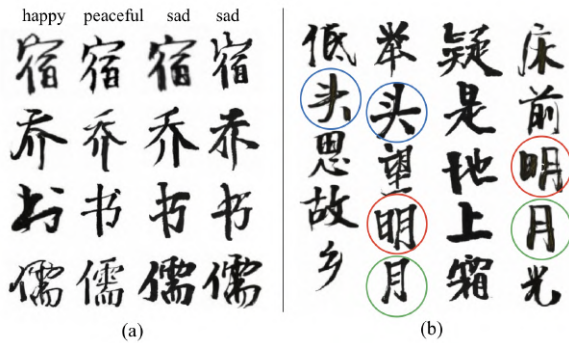 happy peaceful sad sad
宿 宿 宿 宿
乔 乔 乔 乔
书 书 书 书
儒 儒 儒 儒
(a)
床前明月光
疑是地上霜
举头望明月
低头思故乡
(b)